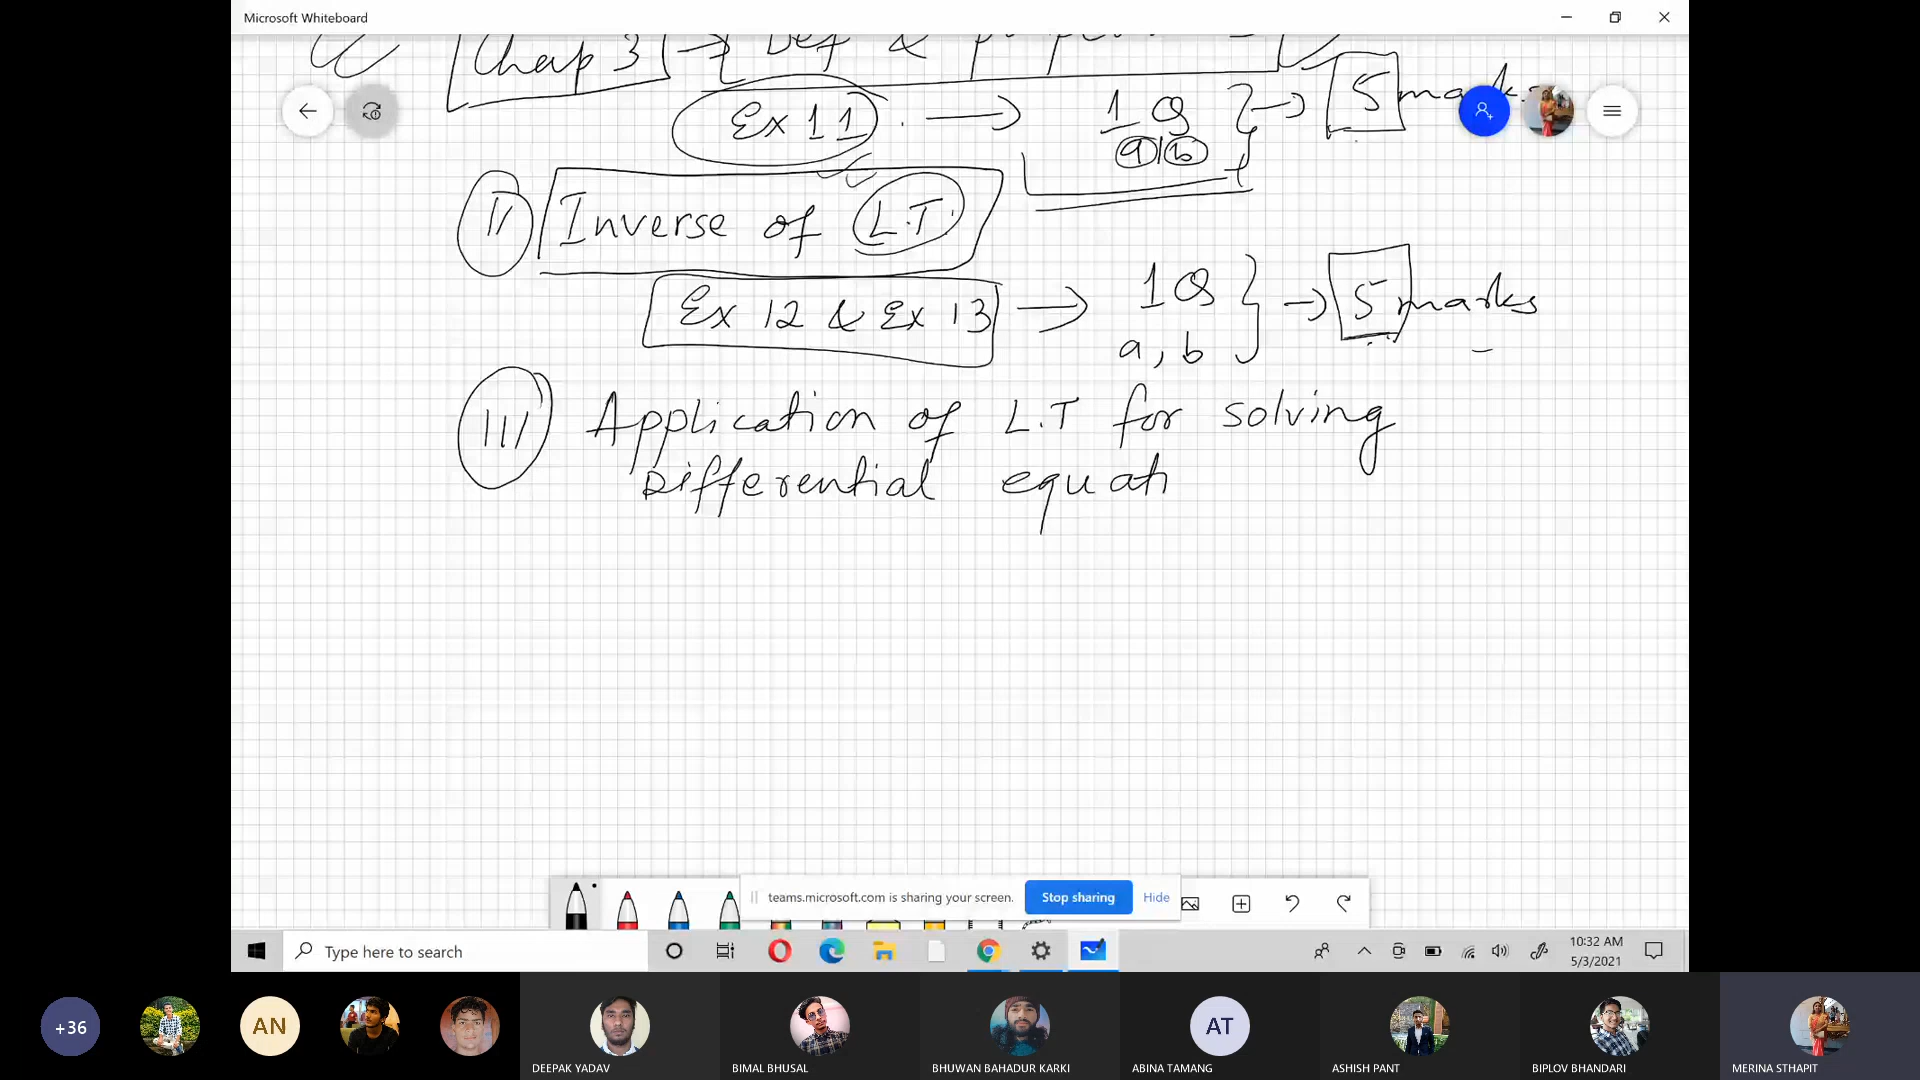 Microsoft Whiteboard
Chap 3 → Def &
Ex 11 → 1 Q } → 5 marks
a/b
II Inverse of L.T
Ex 12 & Ex 13 → 1 Q } → 5 marks
a, b
III Application of L.T for solving
Differential equati
teams.microsoft.com is sharing your screen.
Stop sharing
Hide
Type here to search
10:32 AM
5/3/2021
+36
AN
AT
DEEPAK YADAV
BIMAL BHUSAL
BHUWAN BAHADUR KARKI
ABINA TAMANG
ASHISH PANT
BIPLOV BHANDARI
MERINA STHAPIT